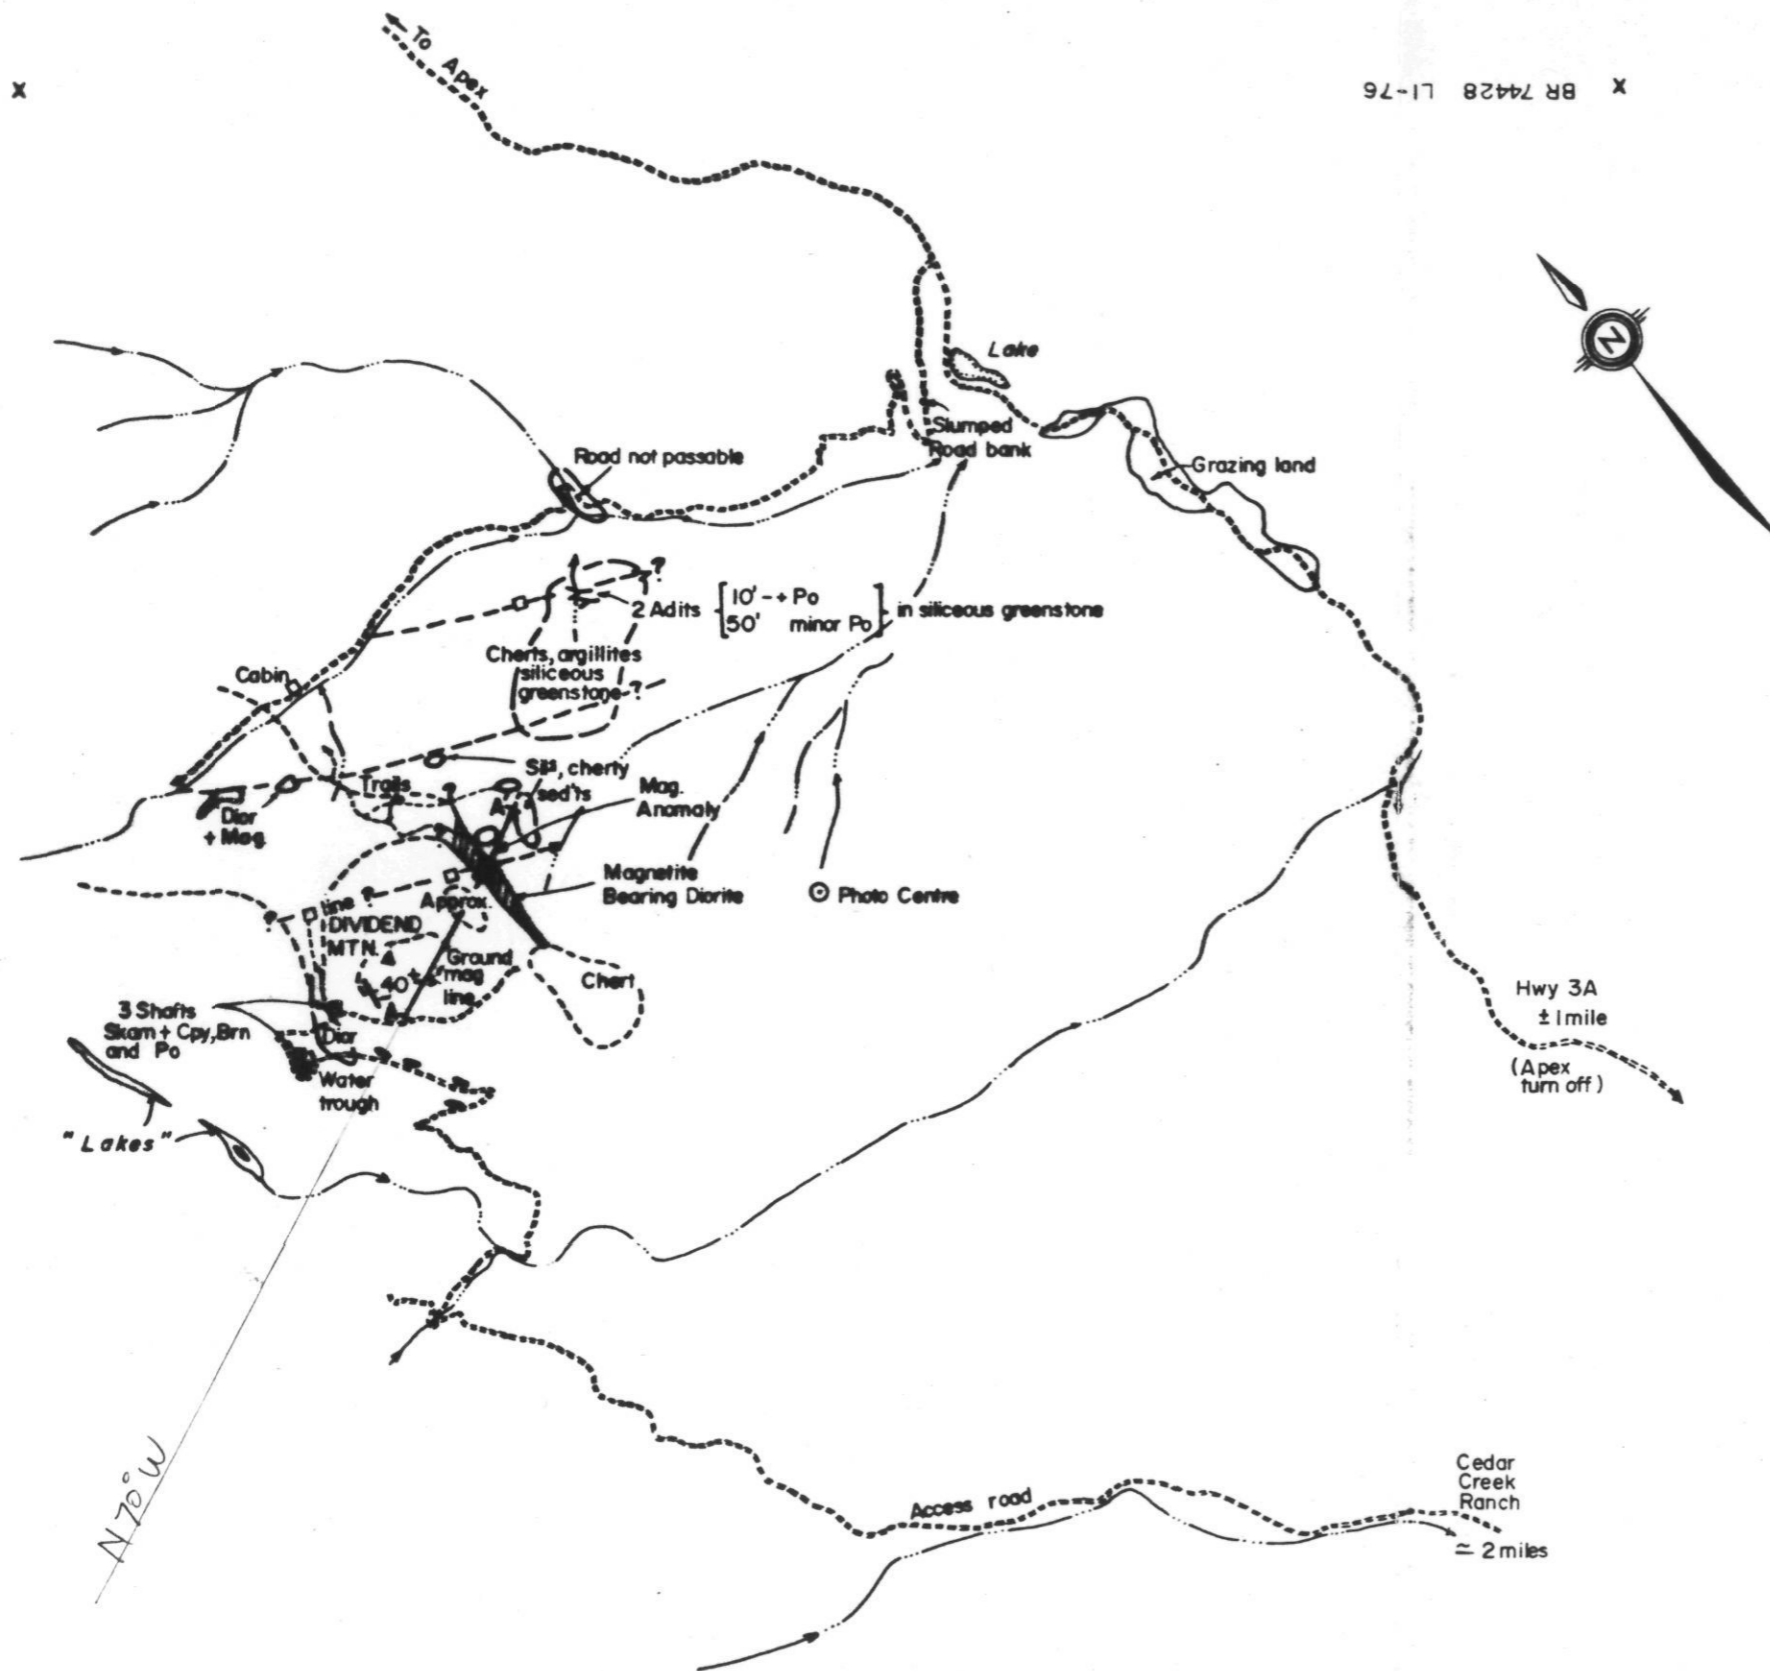 To Apex
x
BR 74428 L1-76
x
N
Lake
Slumped
Road bank
Road not passable
Grazing land
?
2 Adits
10' -+ Po
50' minor Po
in siliceous greenstone
Cherts, argillites
siliceous
greenstone
?
Cabin
Trails
Dior
+ Mag.
cherty
sed'ts
A
Mag.
Anomaly
Magnetite
Bearing Diorite
Photo Centre
?
line
?
Approx.
DIVIDEND
MTN.
Ground
mag
line
40
A
Chert
3 Shafts
Skarn + Cpy, Brn
and Po
Dior
Water
trough
"Lakes"
Hwy 3A
± 1 mile
(Apex
turn off)
N 70° W
Access road
Cedar
Creek
Ranch
≃ 2 miles